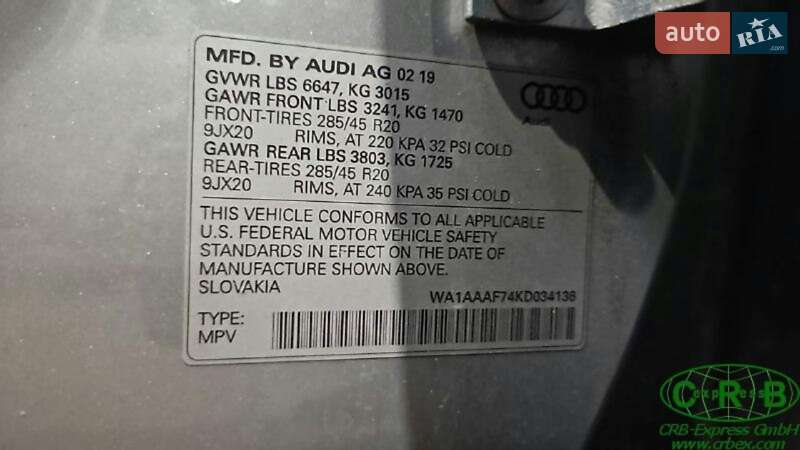 auto RIA
.com
MFD. BY AUDI AG 02 19
GVWR LBS 6647, KG 3015
GAWR FRONT LBS 3241, KG 1470
FRONT-TIRES 285/45 R20
9JX20 RIMS, AT 220 KPA 32 PSI COLD
GAWR REAR LBS 3803, KG 1725
REAR-TIRES 285/45 R20
9JX20 RIMS, AT 240 KPA 35 PSI COLD
Audi
THIS VEHICLE CONFORMS TO ALL APPLICABLE
U.S. FEDERAL MOTOR VEHICLE SAFETY
STANDARDS IN EFFECT ON THE DATE OF
MANUFACTURE SHOWN ABOVE.
SLOVAKIA WA1AAAF74KD034136
TYPE:
MPV
CRB
express
CRB-Express GmbH
www.crbex.com